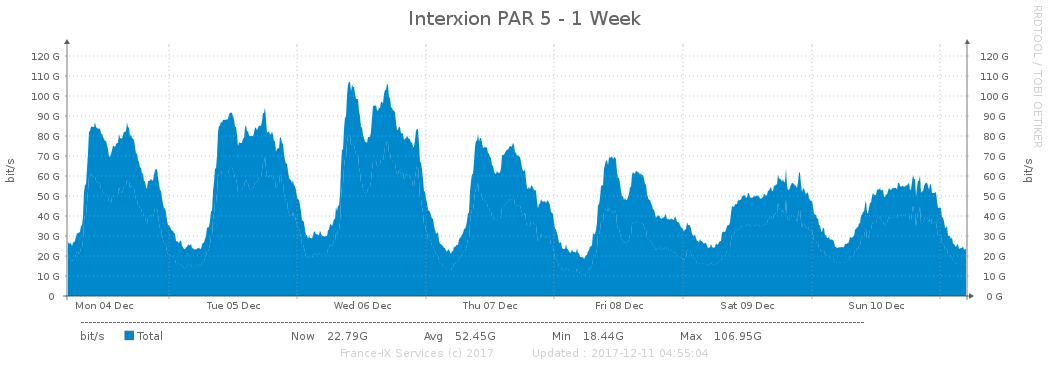 Interxion PAR 5 - 1 Week
RRDTOOL / TOBI OETIKER
bit/s
120 G 120 G
110 G 110 G
100 G 100 G
90 G 90 G
80 G 80 G
70 G 70 G
60 G 60 G
50 G 50 G
40 G 40 G
30 G 30 G
20 G 20 G
10 G 10 G
0 0 G
bit/s
Mon 04 Dec Tue 05 Dec Wed 06 Dec Thu 07 Dec Fri 08 Dec Sat 09 Dec Sun 10 Dec
bit/s Total Now 22.79G Avg 52.45G Min 18.44G Max 106.95G
France-IX Services (c) 2017 Updated : 2017-12-11 04:55:04